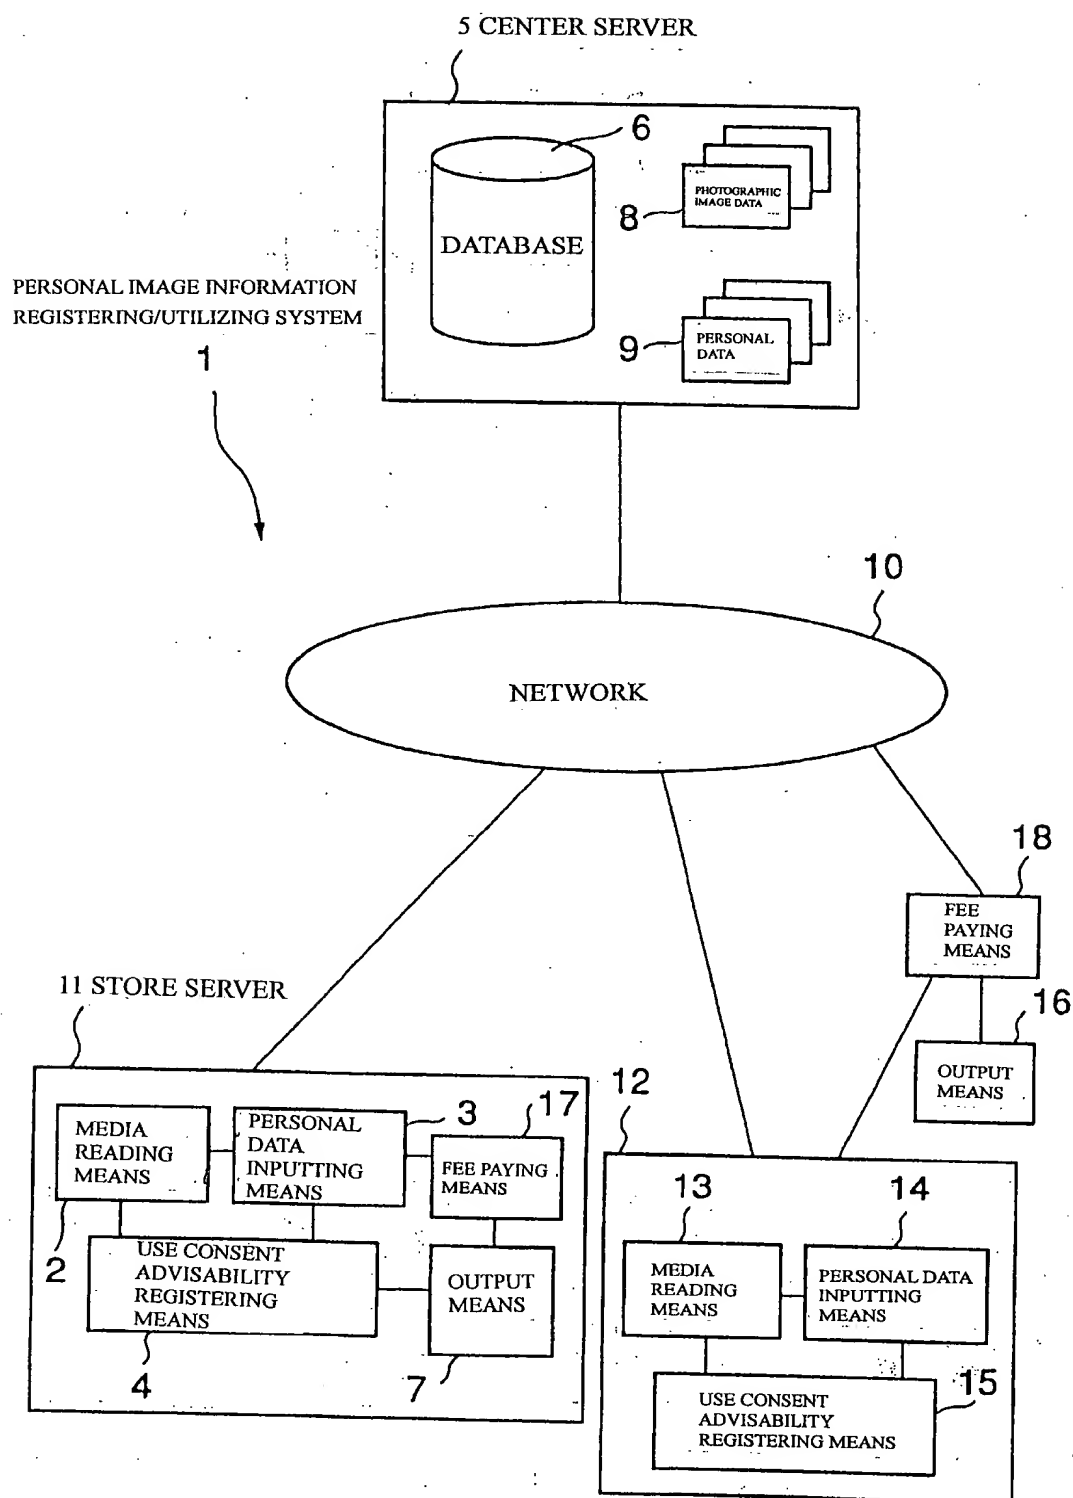 5 CENTER SERVER
6
DATABASE
PHOTOGRAPHIC
IMAGE DATA
8
PERSONAL
DATA
9
PERSONAL IMAGE INFORMATION
REGISTERING/UTILIZING SYSTEM
1
10
NETWORK
18
FEE
PAYING
MEANS
16
OUTPUT
MEANS
11 STORE SERVER
MEDIA
READING
MEANS
2
PERSONAL
DATA
INPUTTING
MEANS
3
17
FEE PAYING
MEANS
USE CONSENT
ADVISABILITY
REGISTERING
MEANS
4
OUTPUT
MEANS
7
12
13
MEDIA
READING
MEANS
14
PERSONAL DATA
INPUTTING
MEANS
15
USE CONSENT
ADVISABILITY
REGISTERING MEANS